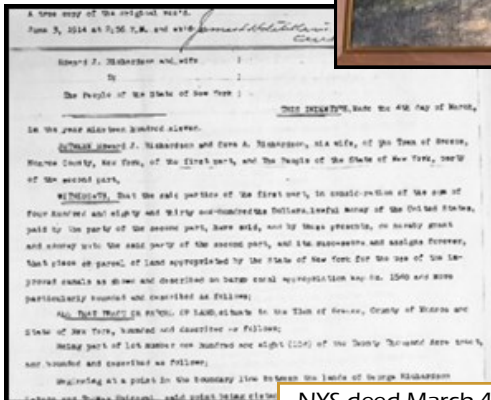 A true copy of the original rec'd.
June 3, 1914 at 2:56 P.M. and ex'd
Edward J. Richardson and wife )
To )
The People of the State of New York )
THIS INDENTURE, Made the 4th day of March,
in the year nineteen hundred eleven.
BETWEEN Edward J. Richardson and Cora A. Richardson, his wife, of the Town of Greece,
Monroe County, New York, of the first part, and The People of the State of New York, party
of the second part,
WITNESSETH, That the said parties of the first part, in consideration of the sum of
four hundred and eighty and thirty one-hundredths Dollars, lawful money of the United States,
paid by the party of the second part, have sold, and by these presents, do hereby grant
and convey unto the said party of the second part, and its successors and assigns forever,
that piece or parcel of land appropriated by the State of New York for the use of the im-
proved canals as shown and described on barge canal appropriation map No. 1540 and more
particularly bounded and described as follows;
ALL THAT TRACT OR PARCEL OF LAND, situate in the Town of Greece, County of Monroe and
State of New York, bounded and described as follows;
Being part of lot number one hundred and eight of the Twenty Thousand Acre tract,
and bounded and described as follows;
Beginning at a point in the boundary line between the lands of George Richardson
and Thomas said point being
NYS deed March 4